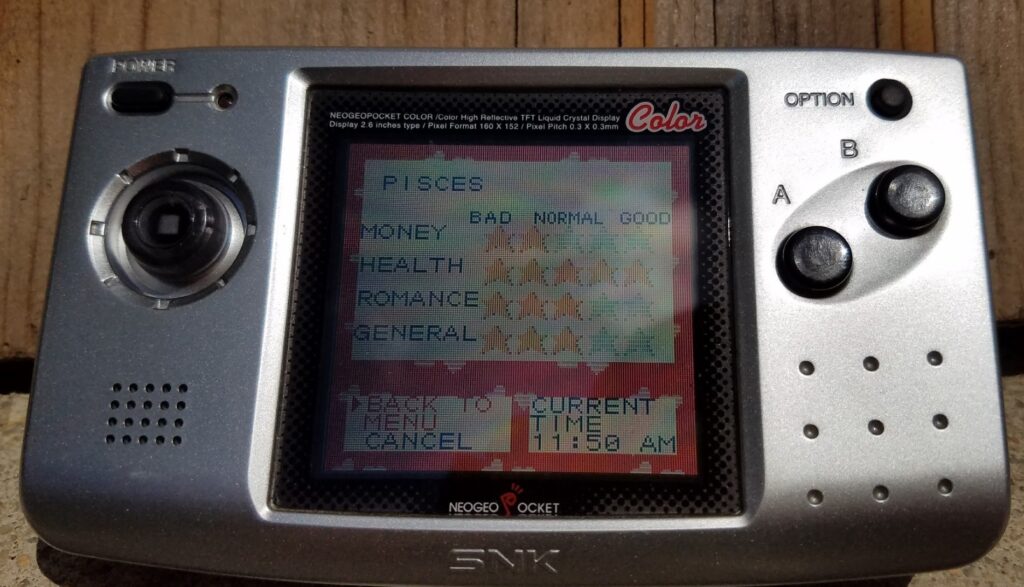 POWER
NEOGEOPOCKET COLOR /Color High Reflective TFT Liquid Crystal Display
Display 2.6 inches type / Pixel Format 160 X 152 / Pixel Pitch 0.3 X 0.3mm
Color
OPTION
B
A
PISCES
BAD NORMAL GOOD
MONEY
HEALTH
ROMANCE
GENERAL
BACK TO
MENU
CANCEL
CURRENT
TIME
11:50 AM
NEOGEO POCKET
SNK